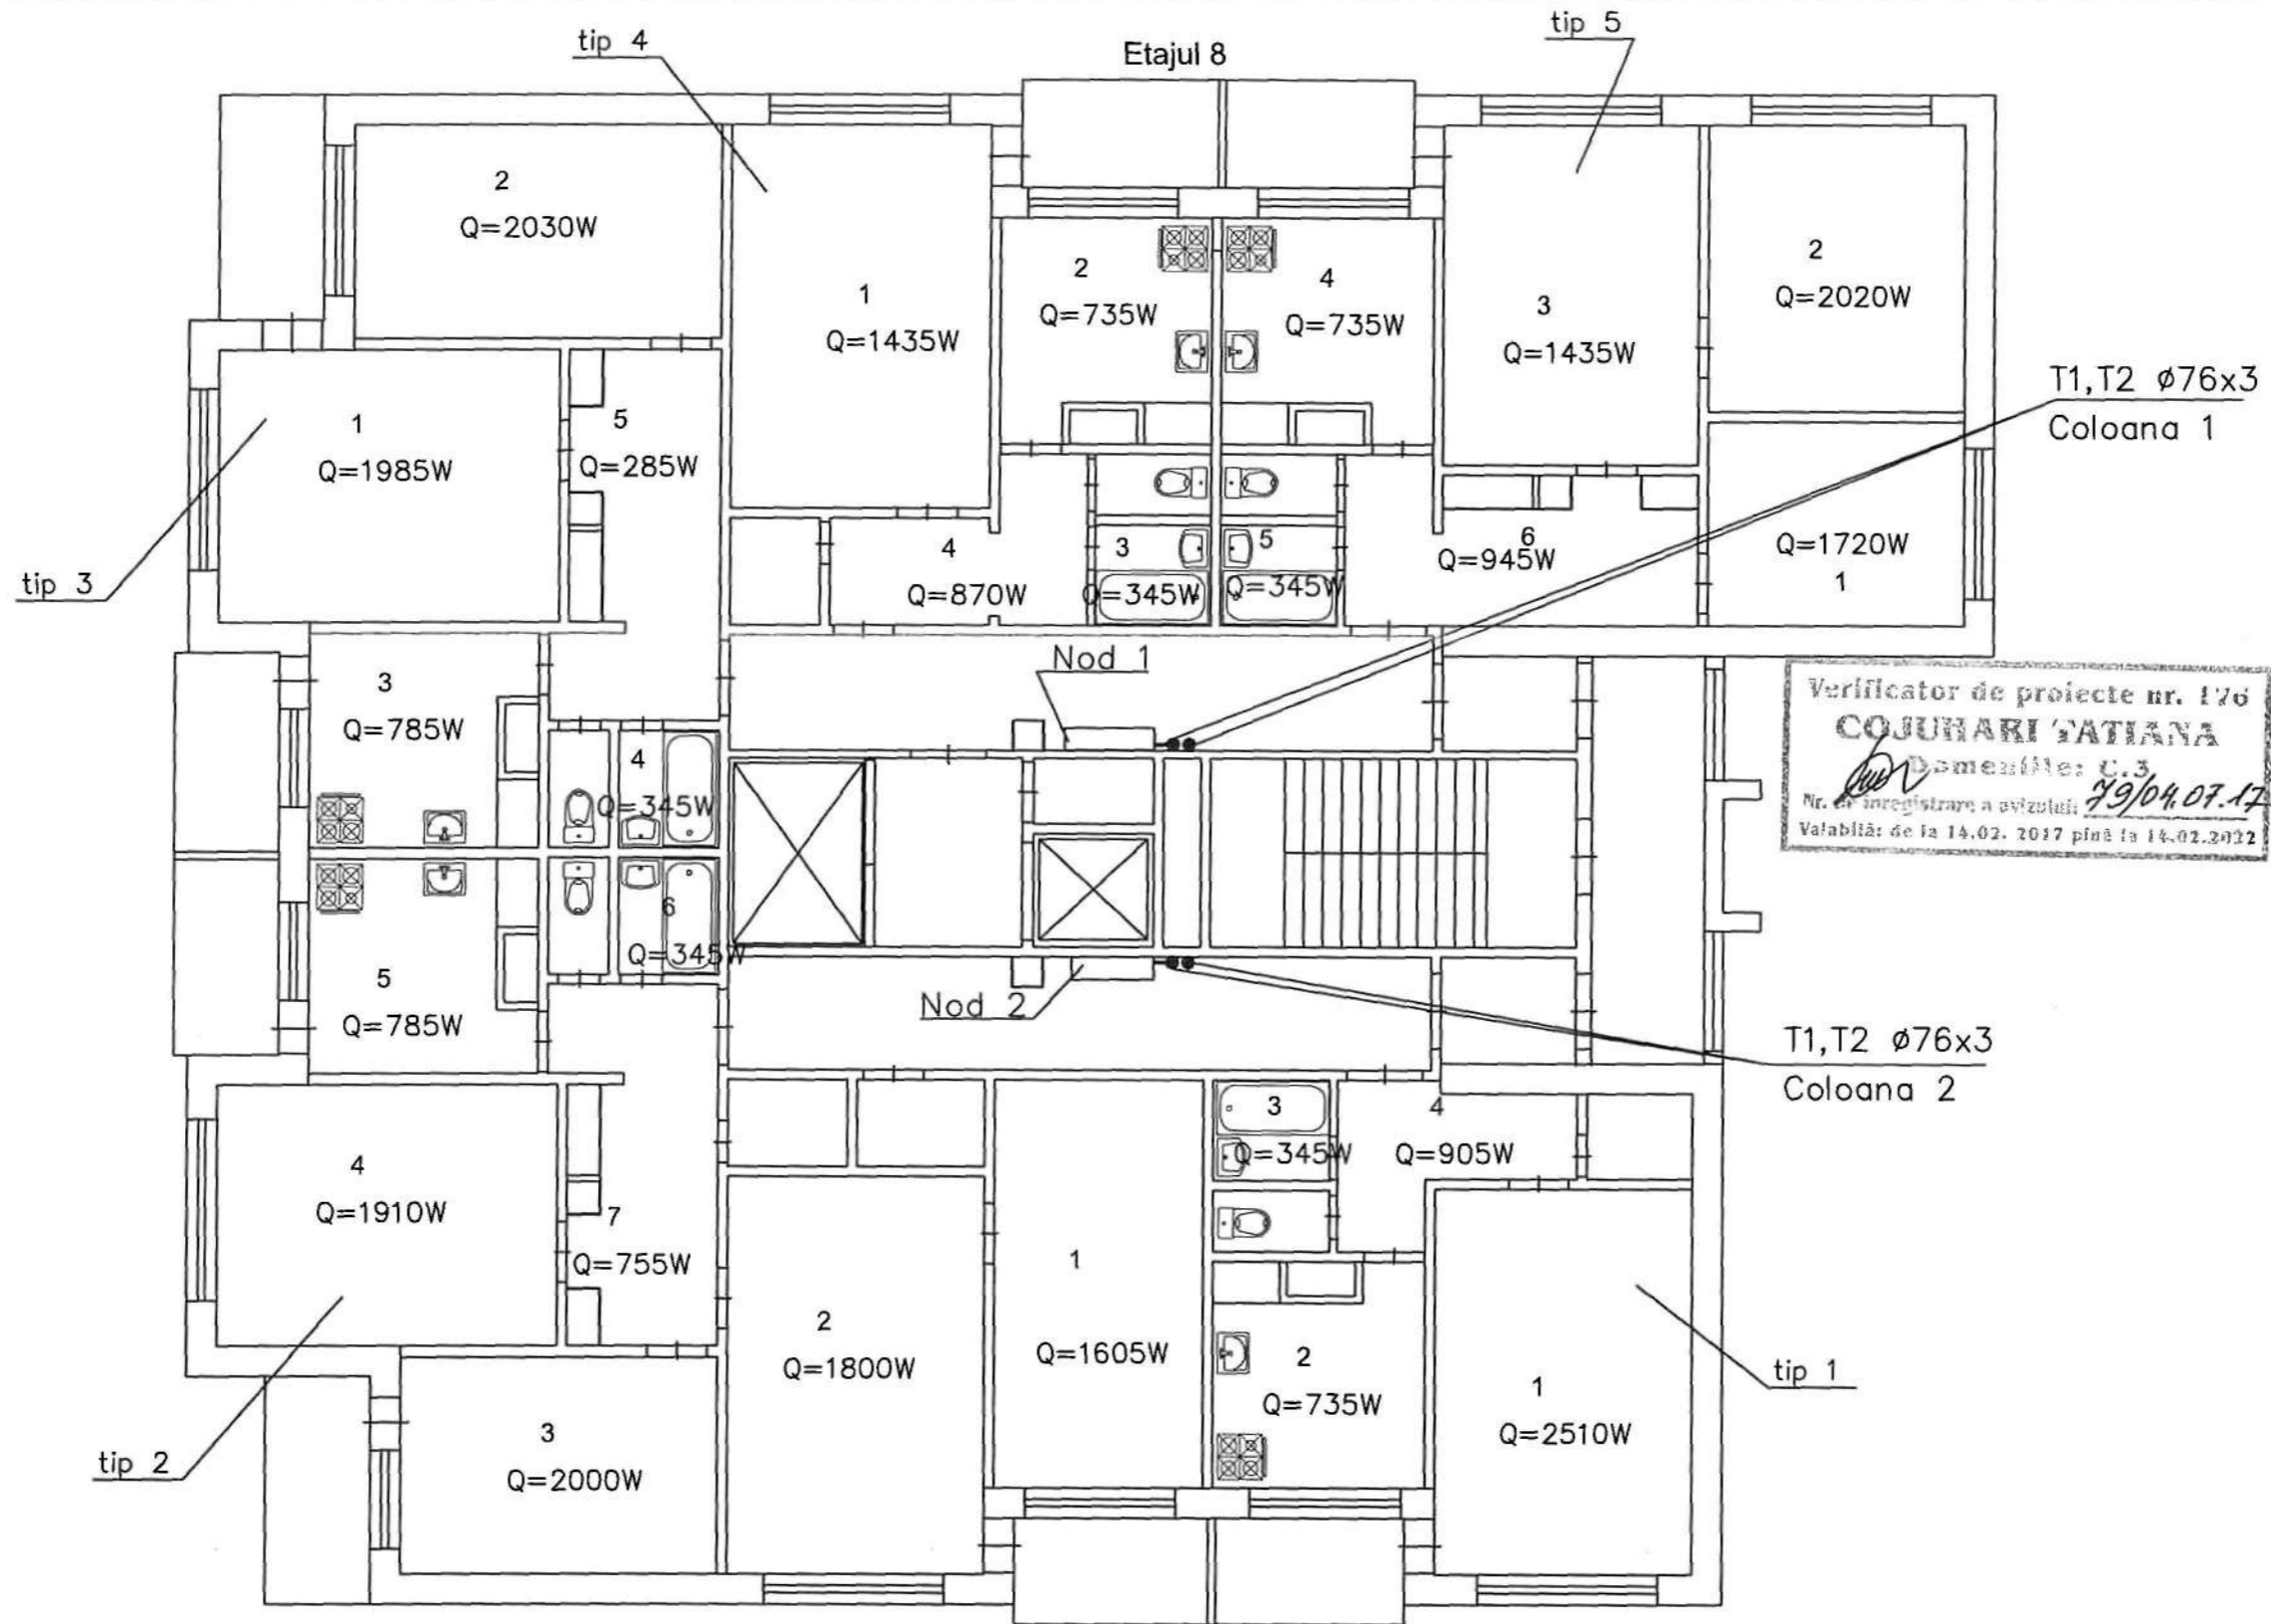 tip 4
Etajul 8
tip 5
2
Q=2030W
1
Q=1435W
2
Q=735W
4
Q=735W
3
Q=1435W
2
Q=2020W
T1,T2 ø76x3
Coloana 1
1
Q=1985W
5
Q=285W
tip 3
4
Q=870W
3
Q=345W
5
Q=345W
6
Q=945W
Q=1720W
1
Nod 1
3
Q=785W
4
Q=345W
Verificator de proiecte nr. 176
COJUHARI TATIANA
Domeniile: C.3
Nr. de inregistrare a avizului: 79/04.07.17
Valabilă: de la 14.02. 2017 pină la 14.02.2022
6
Q=345W
5
Q=785W
Nod 2
T1,T2 ø76x3
Coloana 2
4
Q=1910W
7
Q=755W
3
Q=345W
4
Q=905W
1
Q=1605W
2
Q=1800W
2
Q=735W
1
Q=2510W
tip 1
tip 2
3
Q=2000W